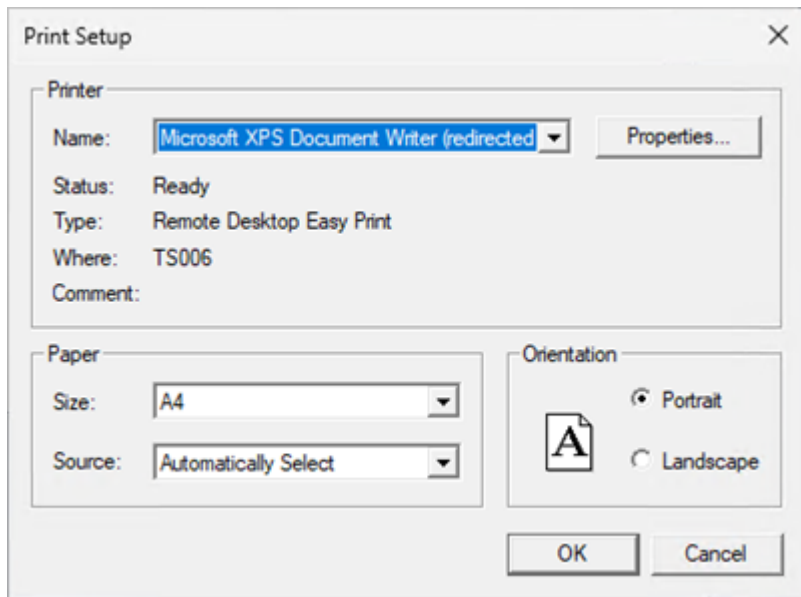 Print Setup
Printer
Name: Microsoft XPS Document Writer (redirected Properties...
Status: Ready
Type: Remote Desktop Easy Print
Where: TS006
Comment:
Paper
Size: A4
Source: Automatically Select
Orientation
A
Portrait
Landscape
OK Cancel